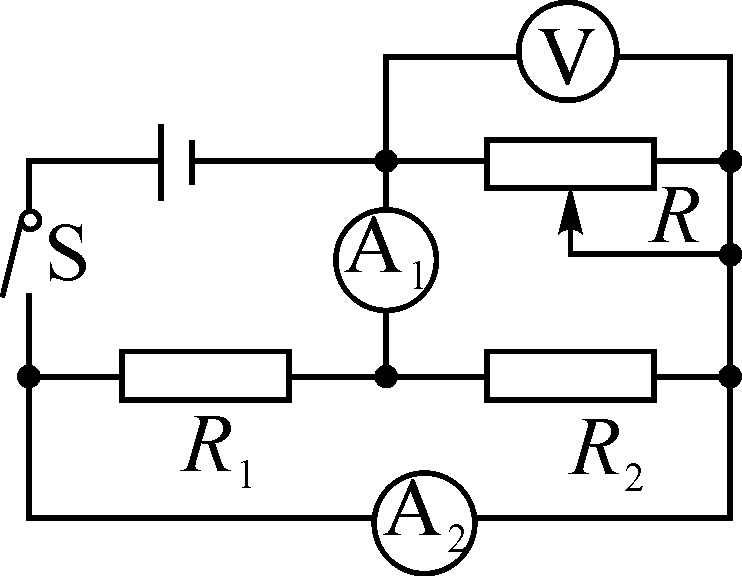 V
R
S
A₁
R₁
R₂
A₂